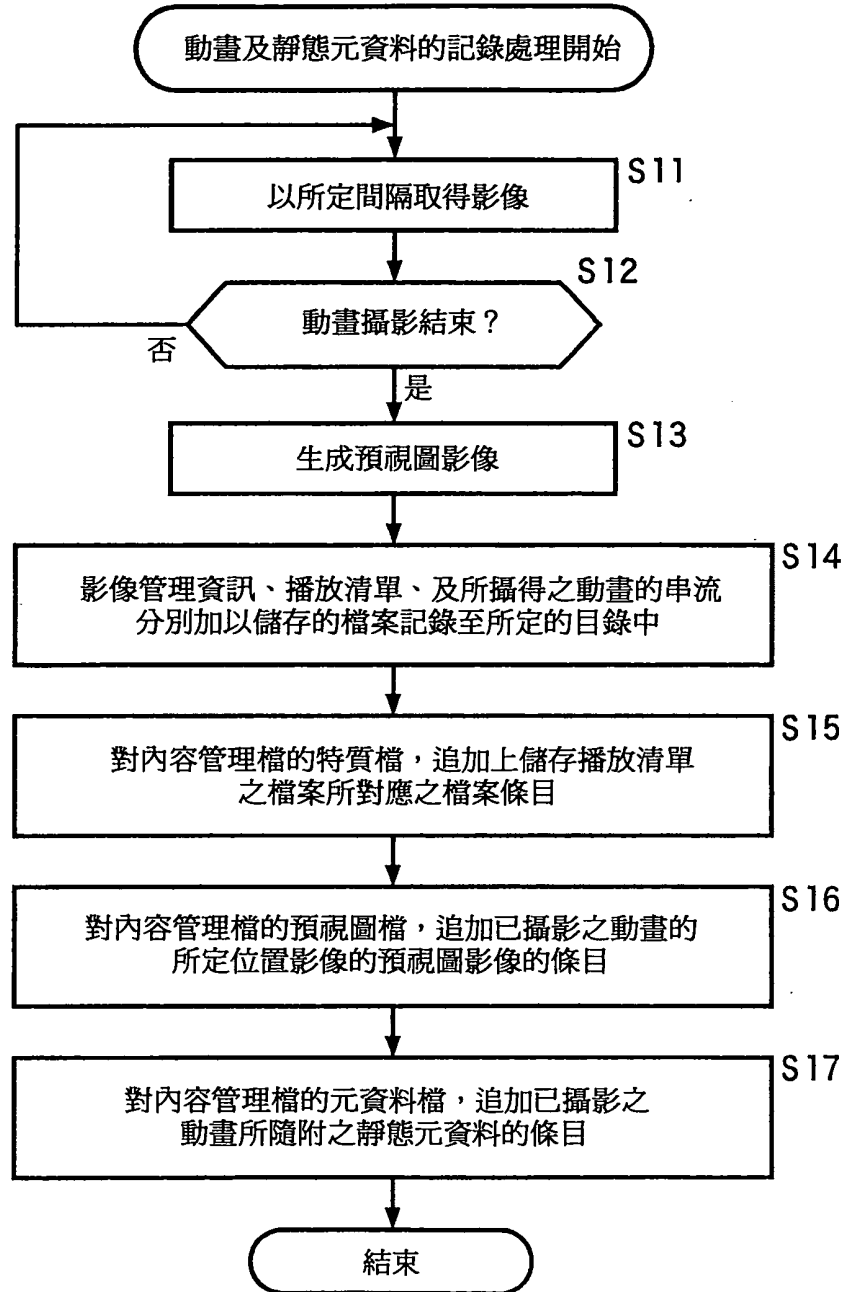 動畫及靜態元資料的記錄處理開始
S11
以所定間隔取得影像
S12
動畫攝影結束？
否
是
S13
生成預視圖影像
S14
影像管理資訊、播放清單、及所攝得之動畫的串流
分別加以儲存的檔案記錄至所定的目錄中
S15
對內容管理檔的特質檔，追加上儲存播放清單
之檔案所對應之檔案條目
S16
對內容管理檔的預視圖檔，追加已攝影之動畫的
所定位置影像的預視圖影像的條目
S17
對內容管理檔的元資料檔，追加已攝影之
動畫所隨附之靜態元資料的條目
結束